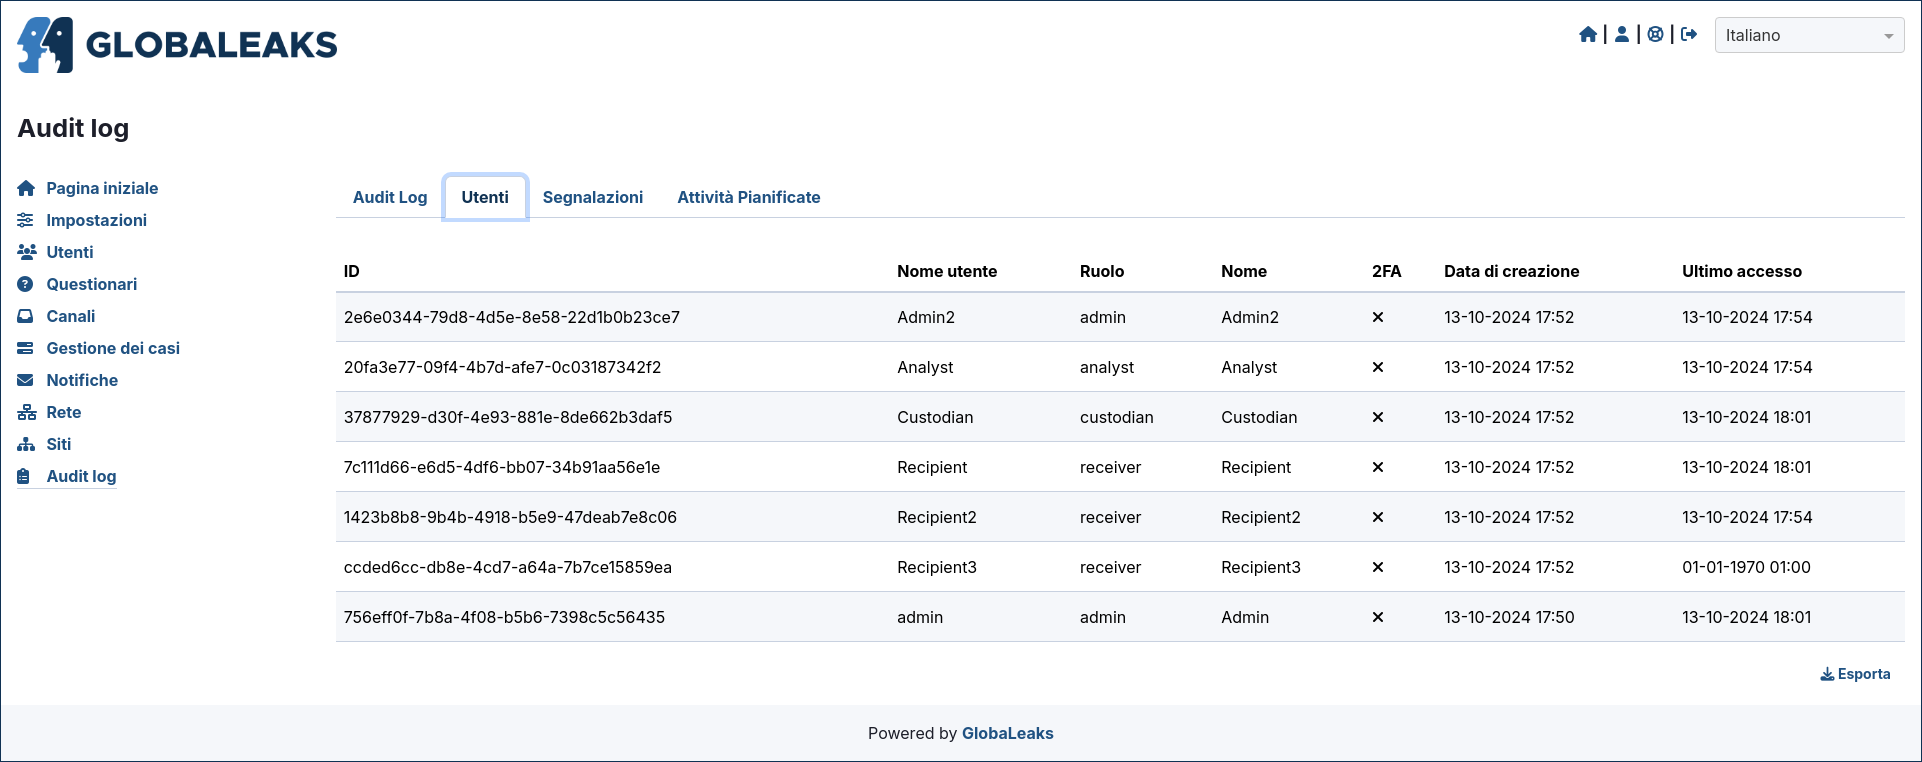 GLOBALEAKS
Italiano
Audit log
Pagina iniziale
Impostazioni
Utenti
Questionari
Canali
Gestione dei casi
Notifiche
Rete
Siti
Audit log
Audit Log Utenti Segnalazioni Attività Pianificate
ID Nome utente Ruolo Nome 2FA Data di creazione Ultimo accesso
2e6e0344-79d8-4d5e-8e58-22d1b0b23ce7 Admin2 admin Admin2 13-10-2024 17:52 13-10-2024 17:54
20fa3e77-09f4-4b7d-afe7-0c03187342f2 Analyst analyst Analyst 13-10-2024 17:52 13-10-2024 17:54
37877929-d30f-4e93-881e-8de662b3daf5 Custodian custodian Custodian 13-10-2024 17:52 13-10-2024 18:01
7c111d66-e6d5-4df6-bb07-34b91aa56e1e Recipient receiver Recipient 13-10-2024 17:52 13-10-2024 18:01
1423b8b8-9b4b-4918-b5e9-47deab7e8c06 Recipient2 receiver Recipient2 13-10-2024 17:52 13-10-2024 17:54
ccded6cc-db8e-4cd7-a64a-7b7ce15859ea Recipient3 receiver Recipient3 13-10-2024 17:52 01-01-1970 01:00
756eff0f-7b8a-4f08-b5b6-7398c5c56435 admin admin Admin 13-10-2024 17:50 13-10-2024 18:01
Esporta
Powered by GlobaLeaks